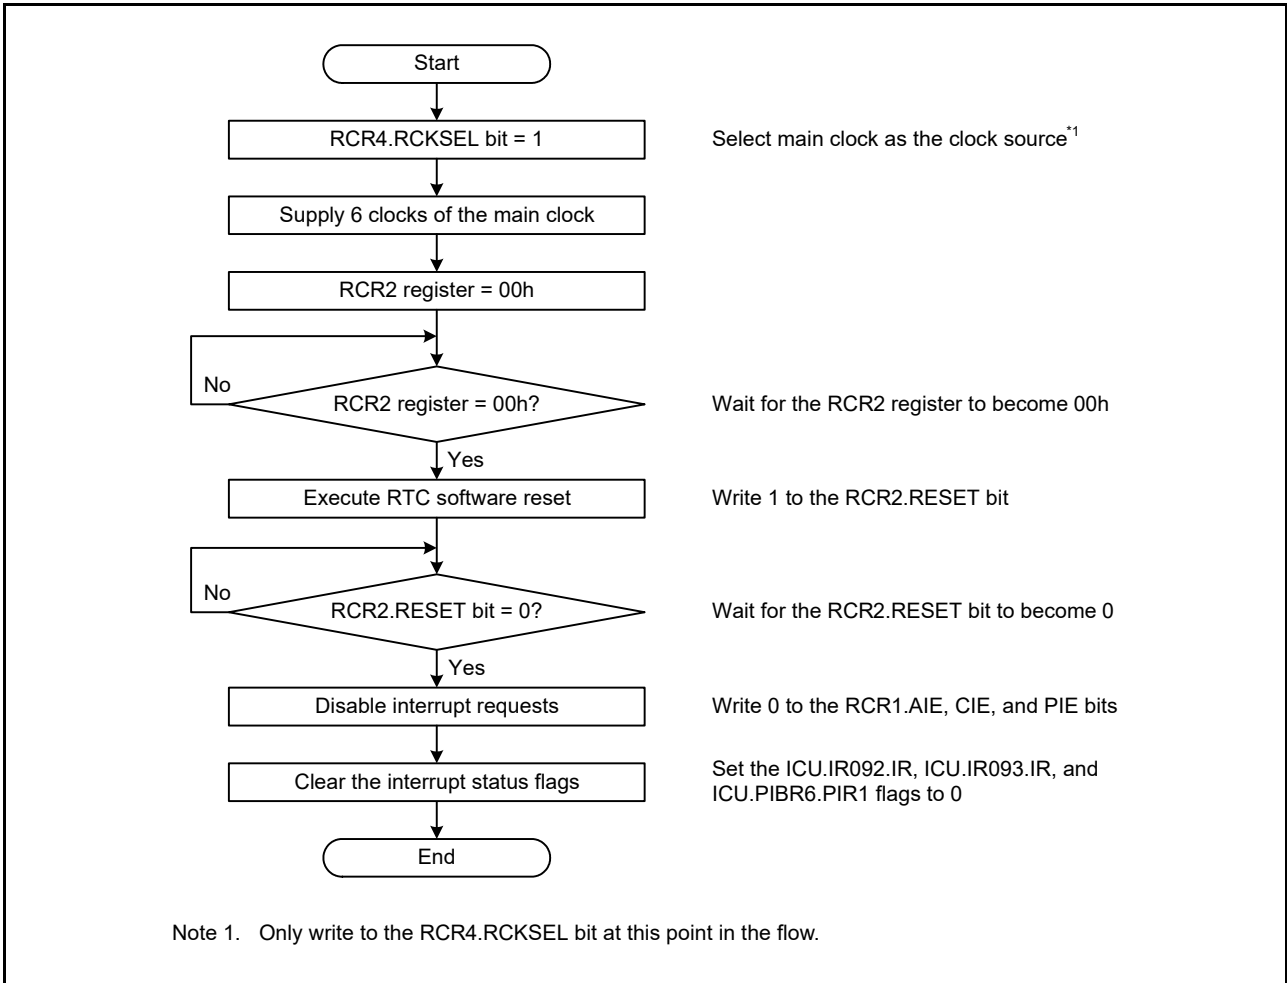 Start
RCR4.RCKSEL bit = 1
Select main clock as the clock source*1
Supply 6 clocks of the main clock
RCR2 register = 00h
No
RCR2 register = 00h?
Wait for the RCR2 register to become 00h
Yes
Execute RTC software reset
Write 1 to the RCR2.RESET bit
No
RCR2.RESET bit = 0?
Wait for the RCR2.RESET bit to become 0
Yes
Disable interrupt requests
Write 0 to the RCR1.AIE, CIE, and PIE bits
Clear the interrupt status flags
Set the ICU.IR092.IR, ICU.IR093.IR, and
ICU.PIBR6.PIR1 flags to 0
End
Note 1. Only write to the RCR4.RCKSEL bit at this point in the flow.